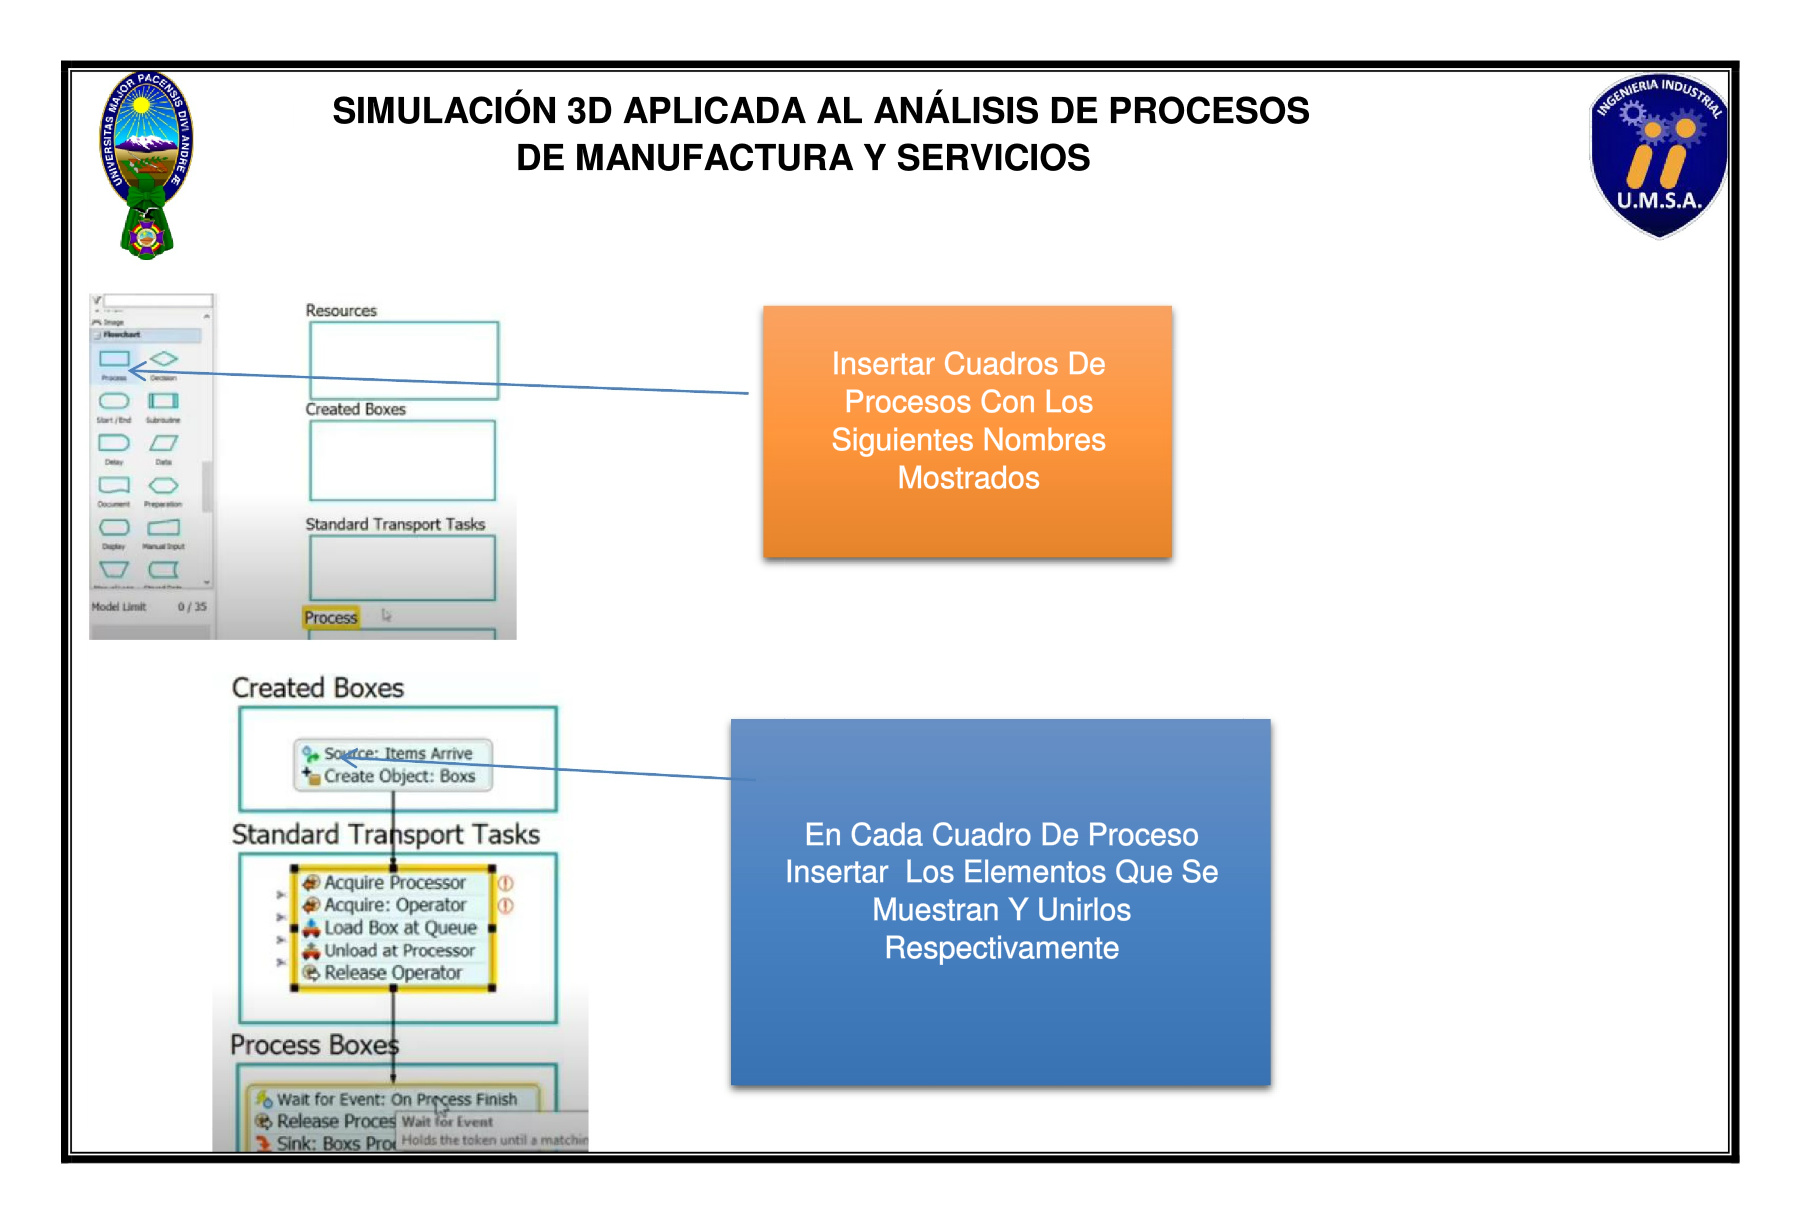 UNIVERSITAS MAJOR PACENSIS DIVI ANDRE Æ
SIMULACIÓN 3D APLICADA AL ANÁLISIS DE PROCESOS
DE MANUFACTURA Y SERVICIOS
INGENIERIA INDUSTRIAL
U.M.S.A.
Image
Flowchart
Process Decision
Start / End Subroutine
Delay Data
Document Preparation
Display Manual Input
Model Limit 0 / 35
Resources
Created Boxes
Standard Transport Tasks
Process
Insertar Cuadros De
Procesos Con Los
Siguientes Nombres
Mostrados
Created Boxes
Source: Items Arrive
Create Object: Boxs
Standard Transport Tasks
Acquire Processor
Acquire: Operator
Load Box at Queue
Unload at Processor
Release Operator
Process Boxes
Wait for Event: On Process Finish
Release Proces
Sink: Boxs Pro
Wait for Event
Holds the token until a matchin
En Cada Cuadro De Proceso
Insertar Los Elementos Que Se
Muestran Y Unirlos
Respectivamente